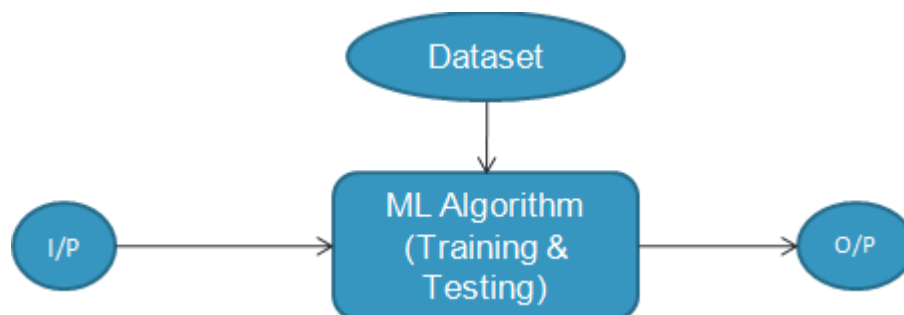 Dataset
I/P
ML Algorithm
(Training &
Testing)
O/P